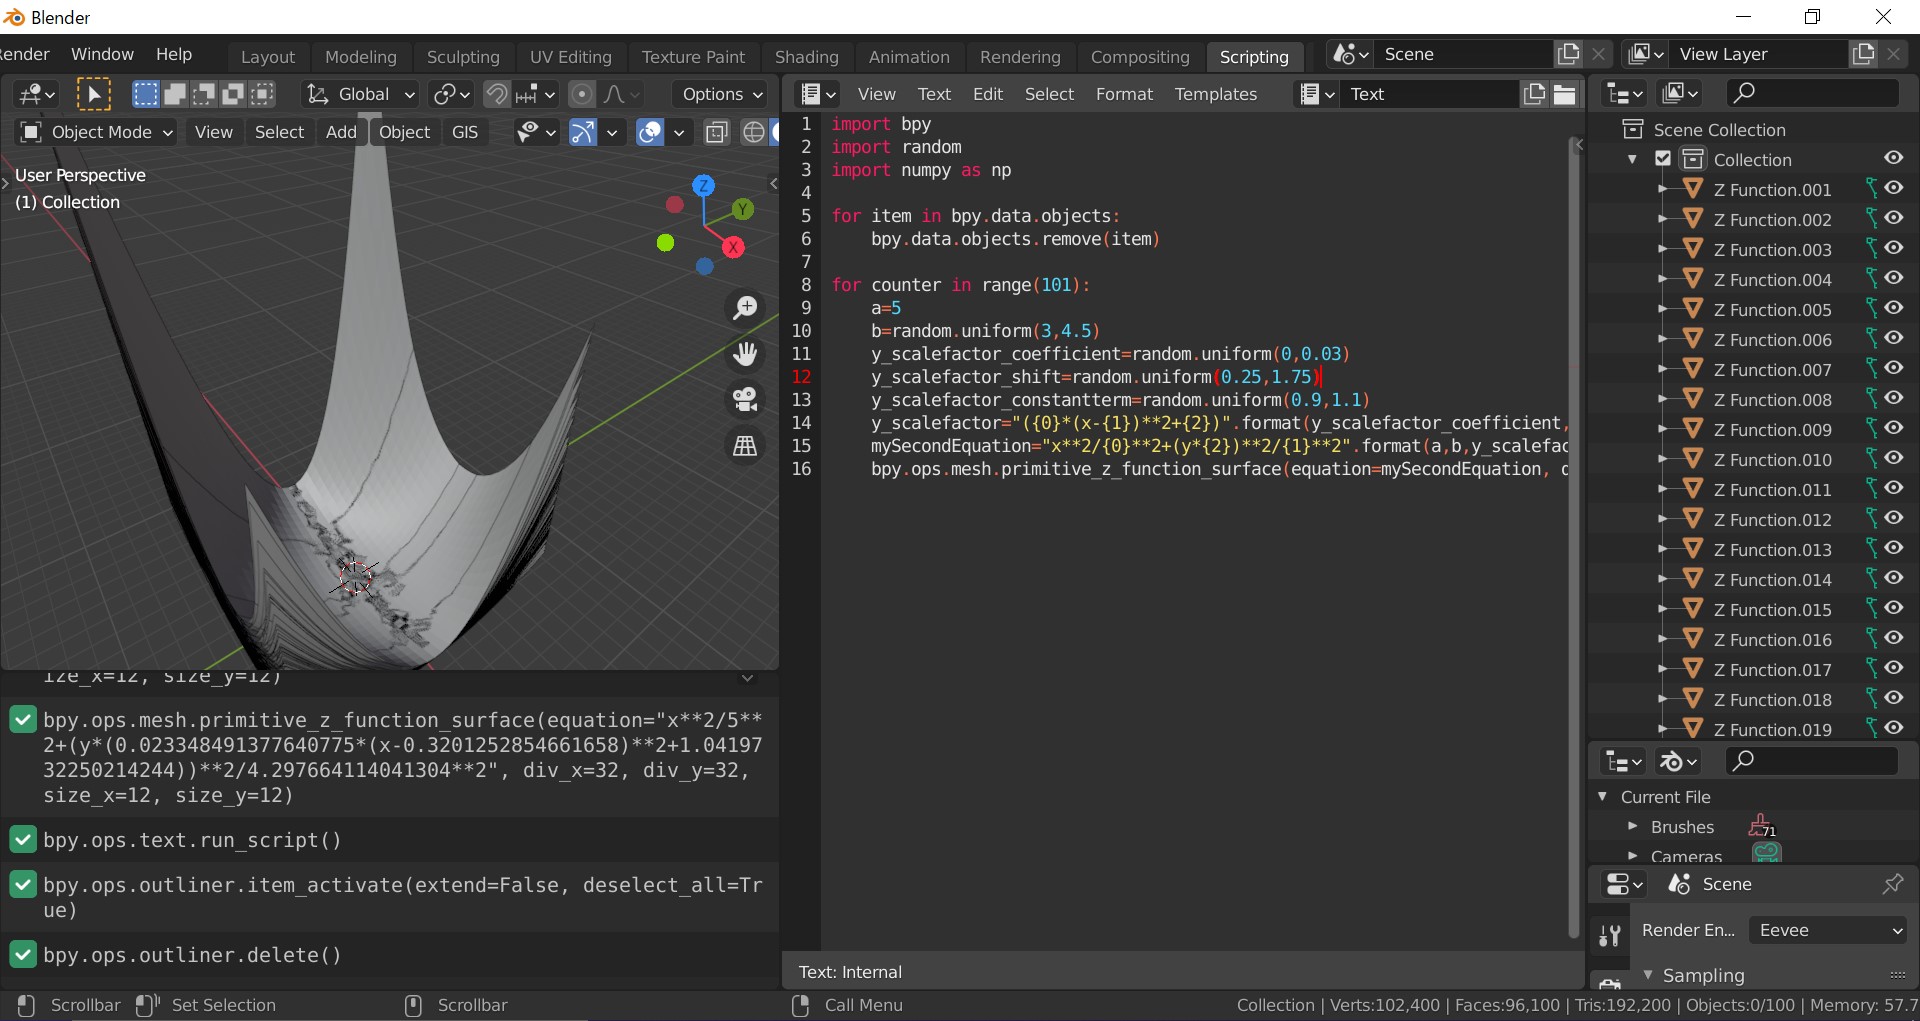 Blender
ender Window Help Layout Modeling Sculpting UV Editing Texture Paint Shading Animation Rendering Compositing Scripting Scene View Layer
Global Options
Object Mode View Select Add Object GIS
User Perspective
(1) Collection
Z
Y
X
ize_x=12, size_y=12)
bpy.ops.mesh.primitive_z_function_surface(equation="x**2/5**
2+(y*(0.023348491377640775*(x-0.3201252854661658)**2+1.04197
32250214244))**2/4.297664114041304**2", div_x=32, div_y=32,
size_x=12, size_y=12)
bpy.ops.text.run_script()
bpy.ops.outliner.item_activate(extend=False, deselect_all=Tr
ue)
bpy.ops.outliner.delete()
View Text Edit Select Format Templates Text
1 import bpy
2 import random
3 import numpy as np
4
5 for item in bpy.data.objects:
6 bpy.data.objects.remove(item)
7
8 for counter in range(101):
9 a=5
10 b=random.uniform(3,4.5)
11 y_scalefactor_coefficient=random.uniform(0,0.03)
12 y_scalefactor_shift=random.uniform(0.25,1.75)
13 y_scalefactor_constantterm=random.uniform(0.9,1.1)
14 y_scalefactor="({0}*(x-{1})**2+{2})".format(y_scalefactor_coefficient,
15 mySecondEquation="x**2/{0}**2+(y*{2})**2/{1}**2".format(a,b,y_scalefac
16 bpy.ops.mesh.primitive_z_function_surface(equation=mySecondEquation, d
Text: Internal
Scene Collection
Collection
Z Function.001
Z Function.002
Z Function.003
Z Function.004
Z Function.005
Z Function.006
Z Function.007
Z Function.008
Z Function.009
Z Function.010
Z Function.011
Z Function.012
Z Function.013
Z Function.014
Z Function.015
Z Function.016
Z Function.017
Z Function.018
Z Function.019
Current File
Brushes 71
Cameras
Scene
Render En... Eevee
Sampling
Scrollbar Set Selection Scrollbar Call Menu Collection | Verts:102,400 | Faces:96,100 | Tris:192,200 | Objects:0/100 | Memory: 57.7